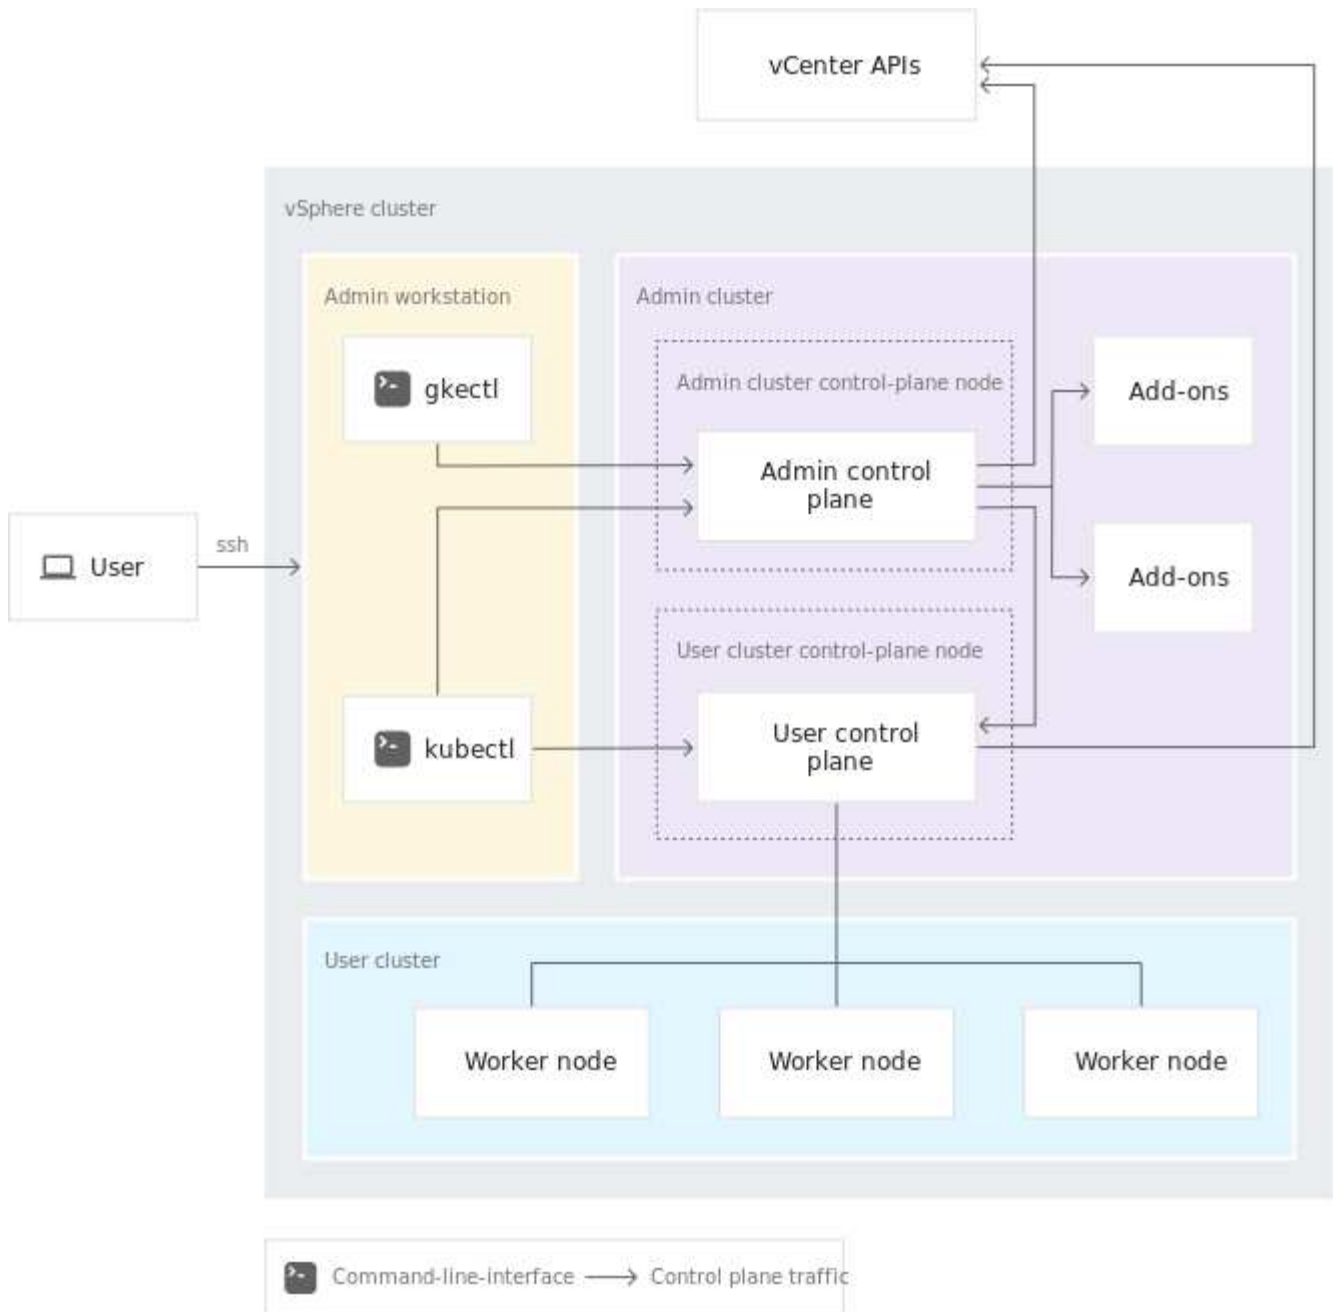 vCenter APIs
vSphere cluster
Admin workstation
Admin cluster
gkectl
Admin cluster control-plane node
Add-ons
Admin control
plane
ssh
User
Add-ons
User cluster control-plane node
kubectl
User control
plane
User cluster
Worker node
Worker node
Worker node
Command-line-interface
Control plane traffic